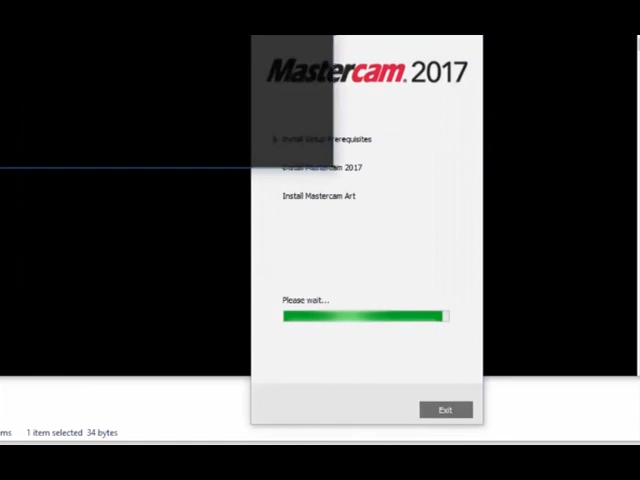 Mastercam. 2017
Install Setup Prerequisites
Install Mastercam 2017
Install Mastercam Art
Please wait...
Exit
ms 1 item selected 34 bytes